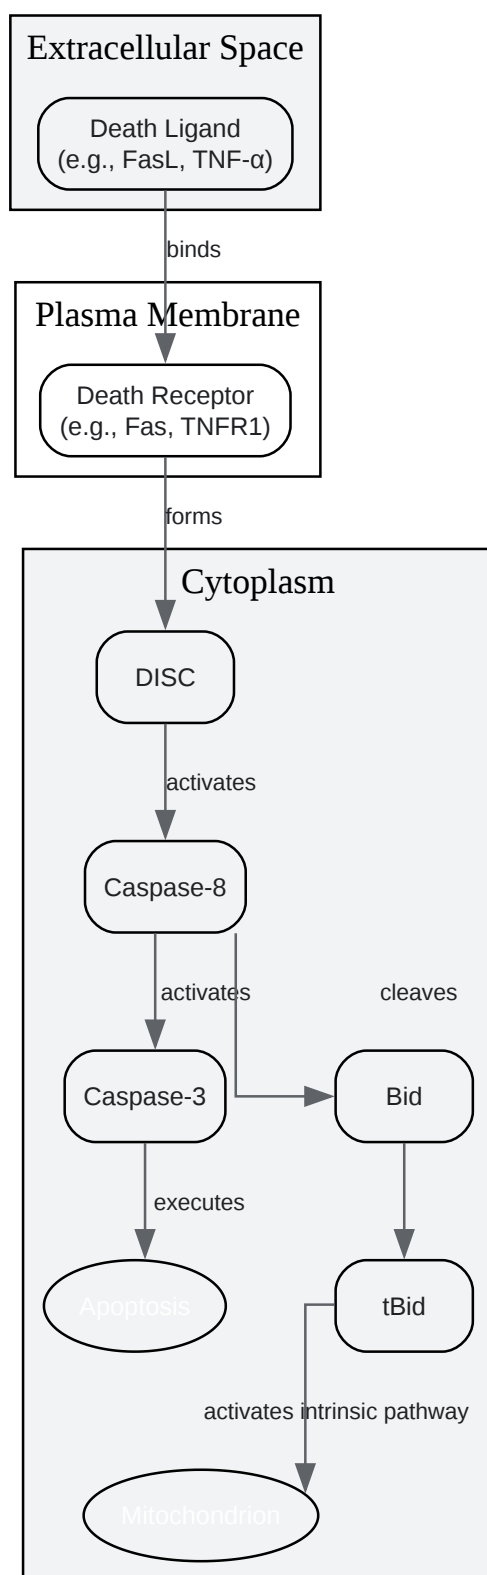 Extracellular Space
Death Ligand
(e.g., FasL, TNF-α)
binds
Plasma Membrane
Death Receptor
(e.g., Fas, TNFR1)
forms
Cytoplasm
DISC
activates
Caspase-8
activates
cleaves
Caspase-3
Bid
executes
Apoptosis
tBid
activates intrinsic pathway
Mitochondrion